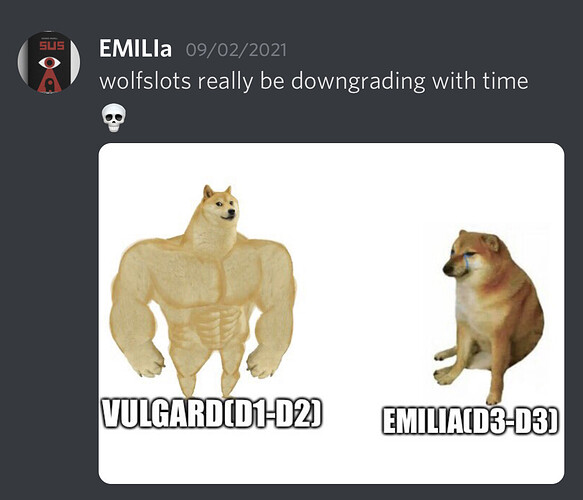 SUS
EMILIa 09/02/2021
wolfslots really be downgrading with time
💀
VULGARD(D1-D2)
EMILIA(D3-D3)